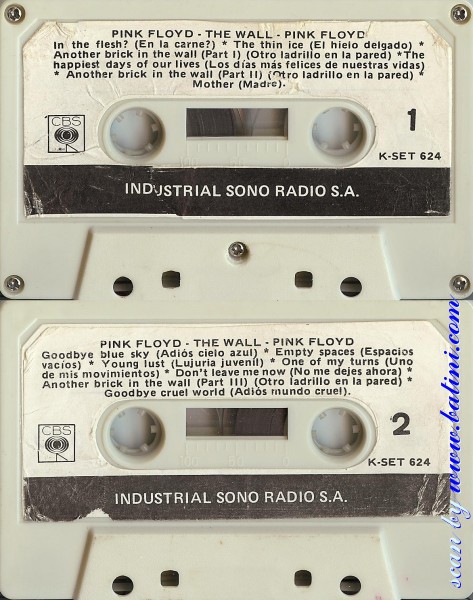 PINK FLOYD - THE WALL - PINK FLOYD
In the flesh? (En la carne?) * The thin ice (El hielo delgado) *
Another brick in the wall (Part I) (Otro ladrillo en la pared) * The
happiest days of our lives (Los días más felices de nuestras vidas)
* Another brick in the wall (Part II) (Otro ladrillo en la pared) *
Mother (Madre).
CBS
1
K-SET 624
INDUSTRIAL SONO RADIO S.A.
PINK FLOYD - THE WALL - PINK FLOYD
Goodbye blue sky (Adiós cielo azul) * Empty spaces (Espacios
vacíos) * Young lust (Lujuria juvenil) * One of my turns (Uno
de mis movimientos) * Don't leave me now (No me dejes ahora) *
Another brick in the wall (Part III) (Otro ladrillo en la pared) *
Goodbye cruel world (Adiós mundo cruel).
CBS
2
K-SET 624
INDUSTRIAL SONO RADIO S.A.
scan by www.batini.com